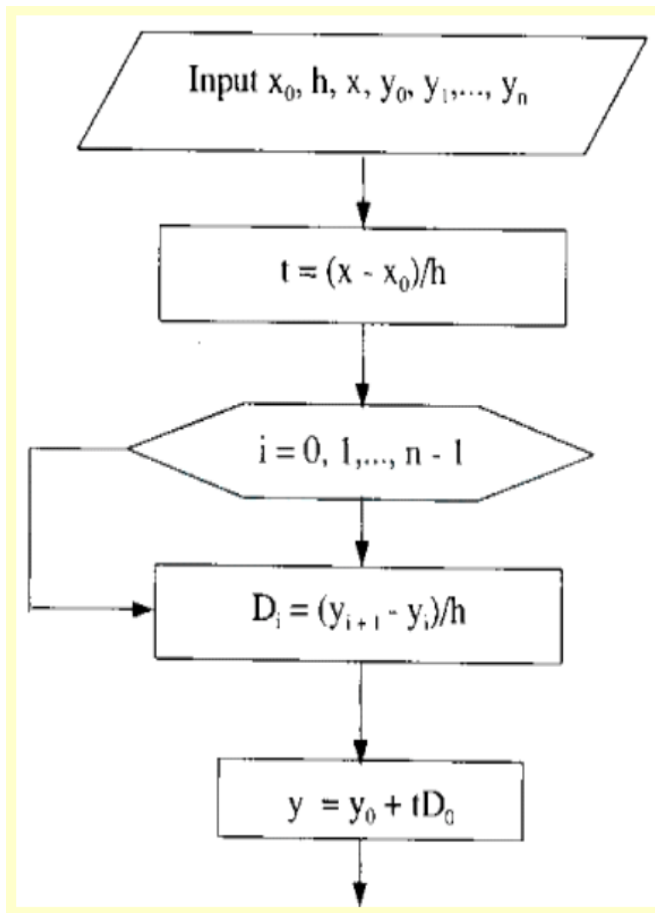 Input x₀, h, x, y₀, y₁,..., yₙ
t = (x - x₀)/h
i = 0, 1,..., n - 1
Dᵢ = (yᵢ₊₁ - yᵢ)/h
y = y₀ + tD₀